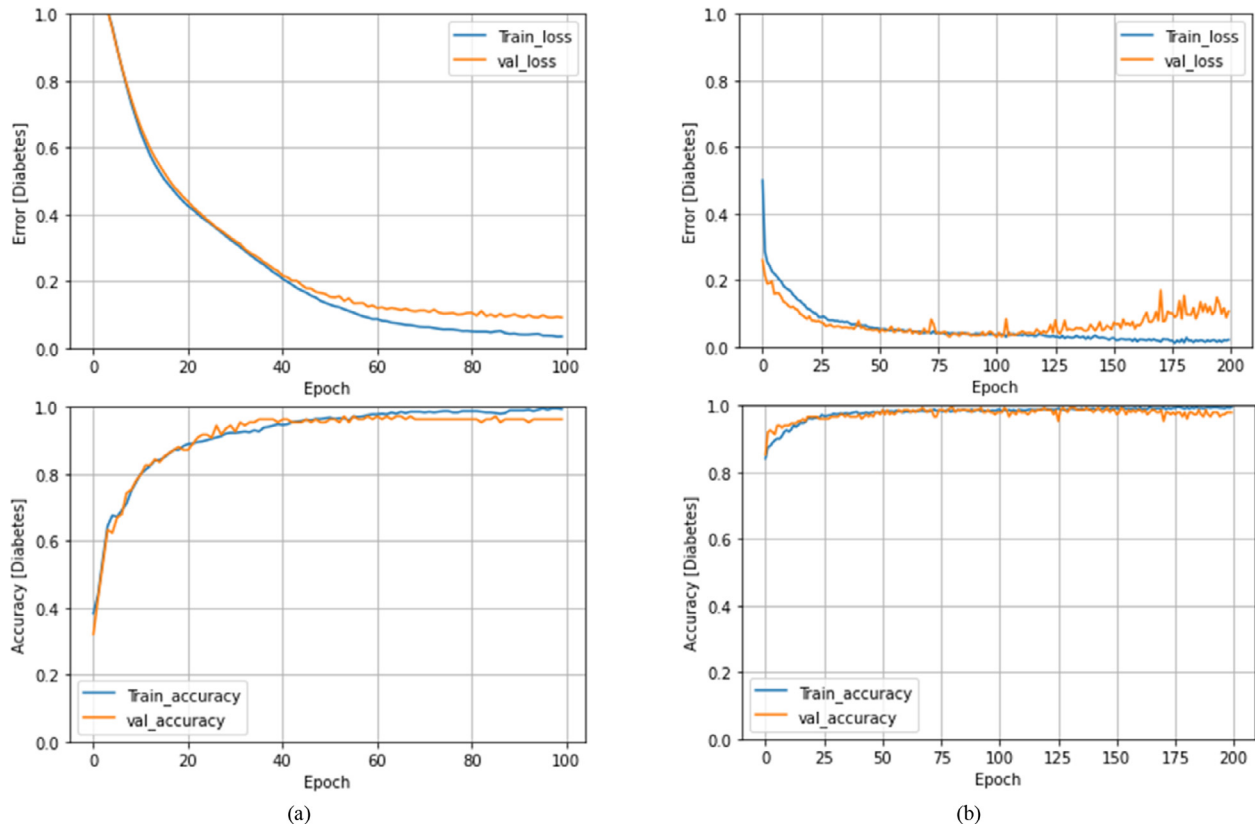 1.0
0.8
0.6
0.4
0.2
0.0
Error [Diabetes]
Train_loss
val_loss
0 20 40 60 80 100
Epoch
1.0
0.8
0.6
0.4
0.2
0.0
Accuracy [Diabetes]
Train_accuracy
val_accuracy
0 20 40 60 80 100
Epoch
(a)
1.0
0.8
0.6
0.4
0.2
0.0
Error [Diabetes]
Train_loss
val_loss
0 25 50 75 100 125 150 175 200
Epoch
1.0
0.8
0.6
0.4
0.2
0.0
Accuracy [Diabetes]
Train_accuracy
val_accuracy
0 25 50 75 100 125 150 175 200
Epoch
(b)